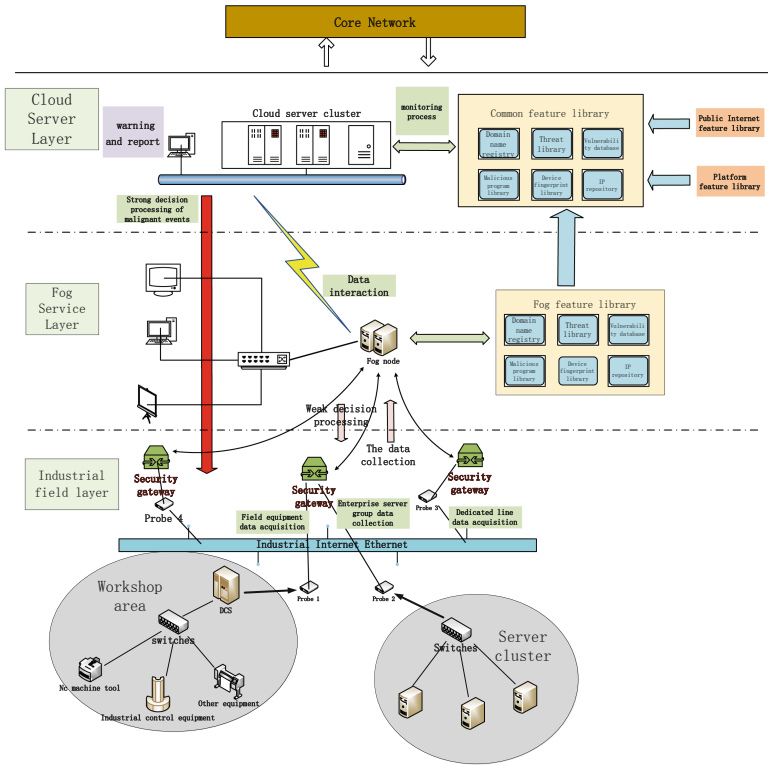 Core Network
Cloud
Server
Layer
warning
and report
Cloud server cluster
monitoring
process
Common feature library
Domain
name
registry
Threat
library
Vulnerabili
ty database
Malicious
program
library
Device
fingerprint
library
IP
repository
Public Internet
feature library
Platform
feature library
Strong decision
processing of
malignant events
Fog
Service
Layer
Data
interaction
Fog node
Fog feature library
Domain
name
registry
Threat
library
Vulnerabili
ty database
Malicious
program
library
Device
fingerprint
library
IP
repository
Weak decision
processing
The data
collection
Industrial
field layer
Security
gateway
Security
gateway
Security
gateway
Probe 4
Probe 3
Field equipment
data acquisition
Enterprise server
group data
collection
Dedicated line
data acquisition
Industrial Internet Ethernet
Workshop
area
DCS
Probe 1
Probe 2
switches
Switches
Server
cluster
Nc machine tool
Other equipment
Industrial control equipment